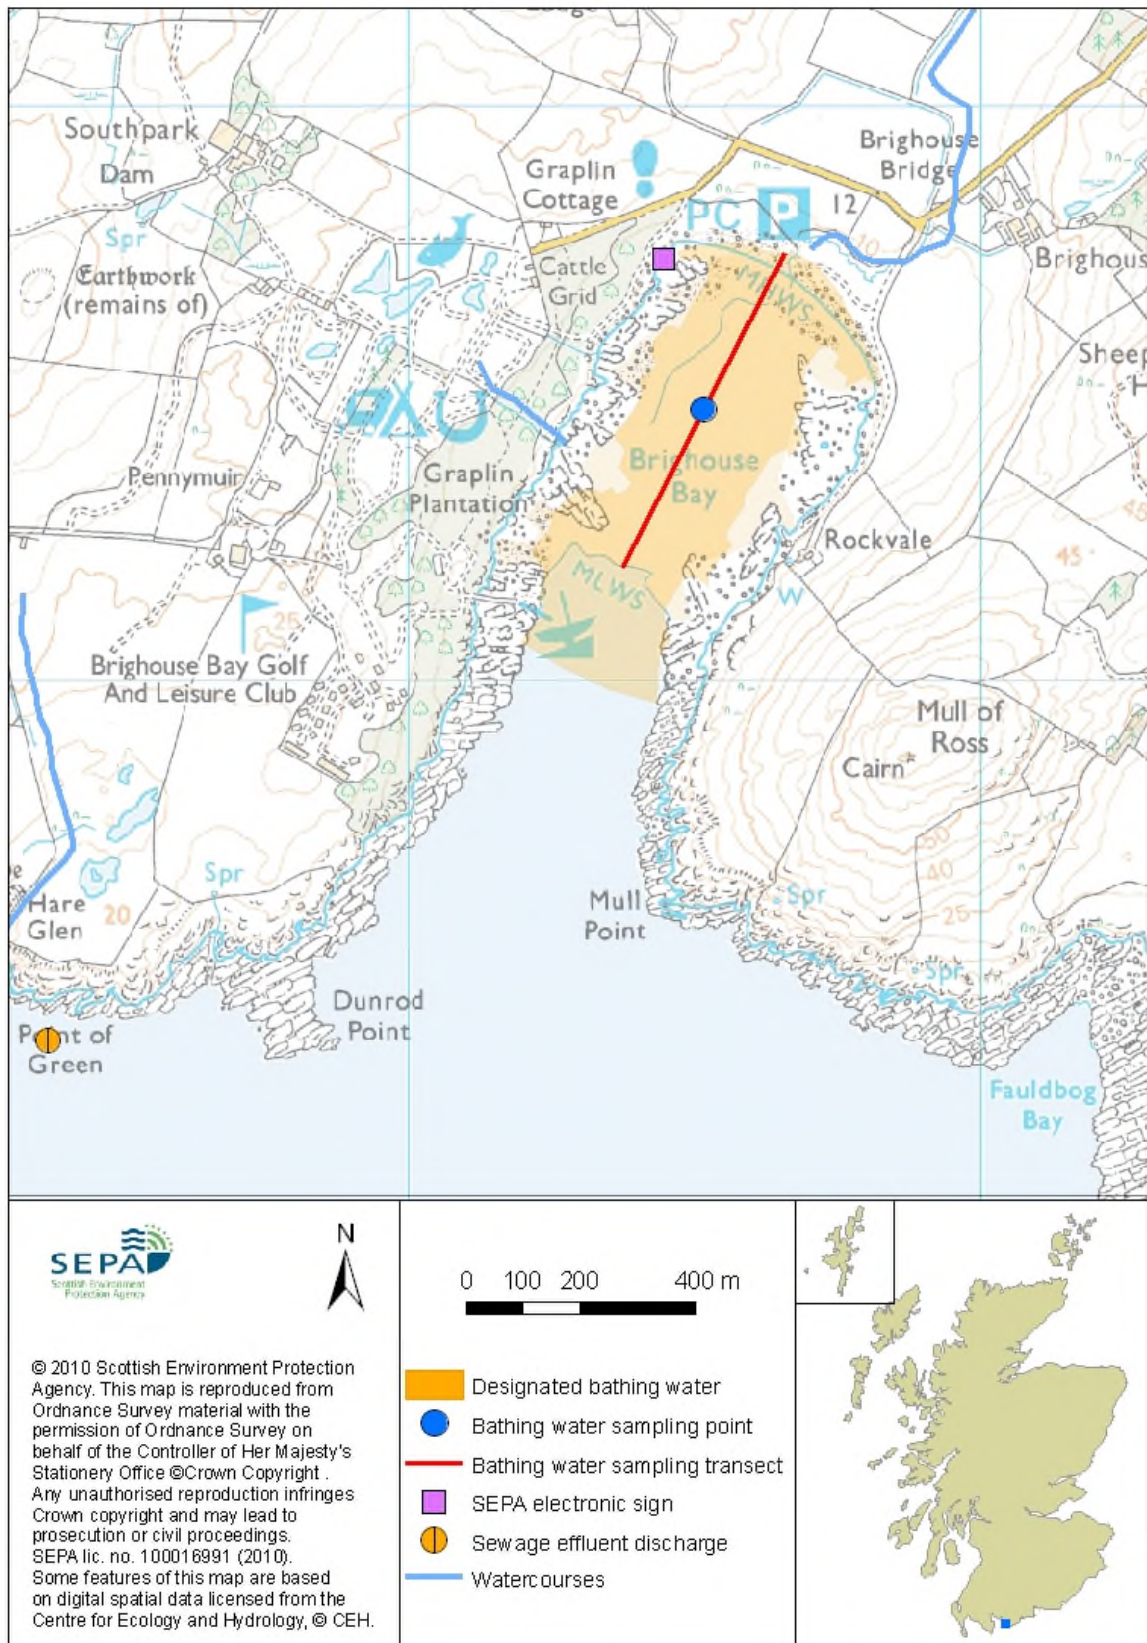 Southpark
Dam
Spr
Earthwork
(remains of)
Graplin
Cottage
PC P
12
10
Brighouse
Bridge
Cattle
Grid
MHWS
Pennymuir
Graplin
Plantation
Brighouse
Bay
Rockvale
45
MLWS
W
25
Brighouse Bay Golf
And Leisure Club
Mull of
Ross
Cairn
50
40
25
Spr
Hare
Glen
20
Mull
Point
Spr
Spr
Dunrod
Point
Point of
Green
Fauldbog
Bay
SEPA
Scottish Environment
Protection Agency
N
0 100 200 400 m
© 2010 Scottish Environment Protection
Agency. This map is reproduced from
Ordnance Survey material with the
permission of Ordnance Survey on
behalf of the Controller of Her Majesty's
Stationery Office ©Crown Copyright .
Any unauthorised reproduction infringes
Crown copyright and may lead to
prosecution or civil proceedings.
SEPA lic. no. 100016991 (2010).
Some features of this map are based
on digital spatial data licensed from the
Centre for Ecology and Hydrology, © CEH.
Designated bathing water
Bathing water sampling point
Bathing water sampling transect
SEPA electronic sign
Sewage effluent discharge
Watercourses